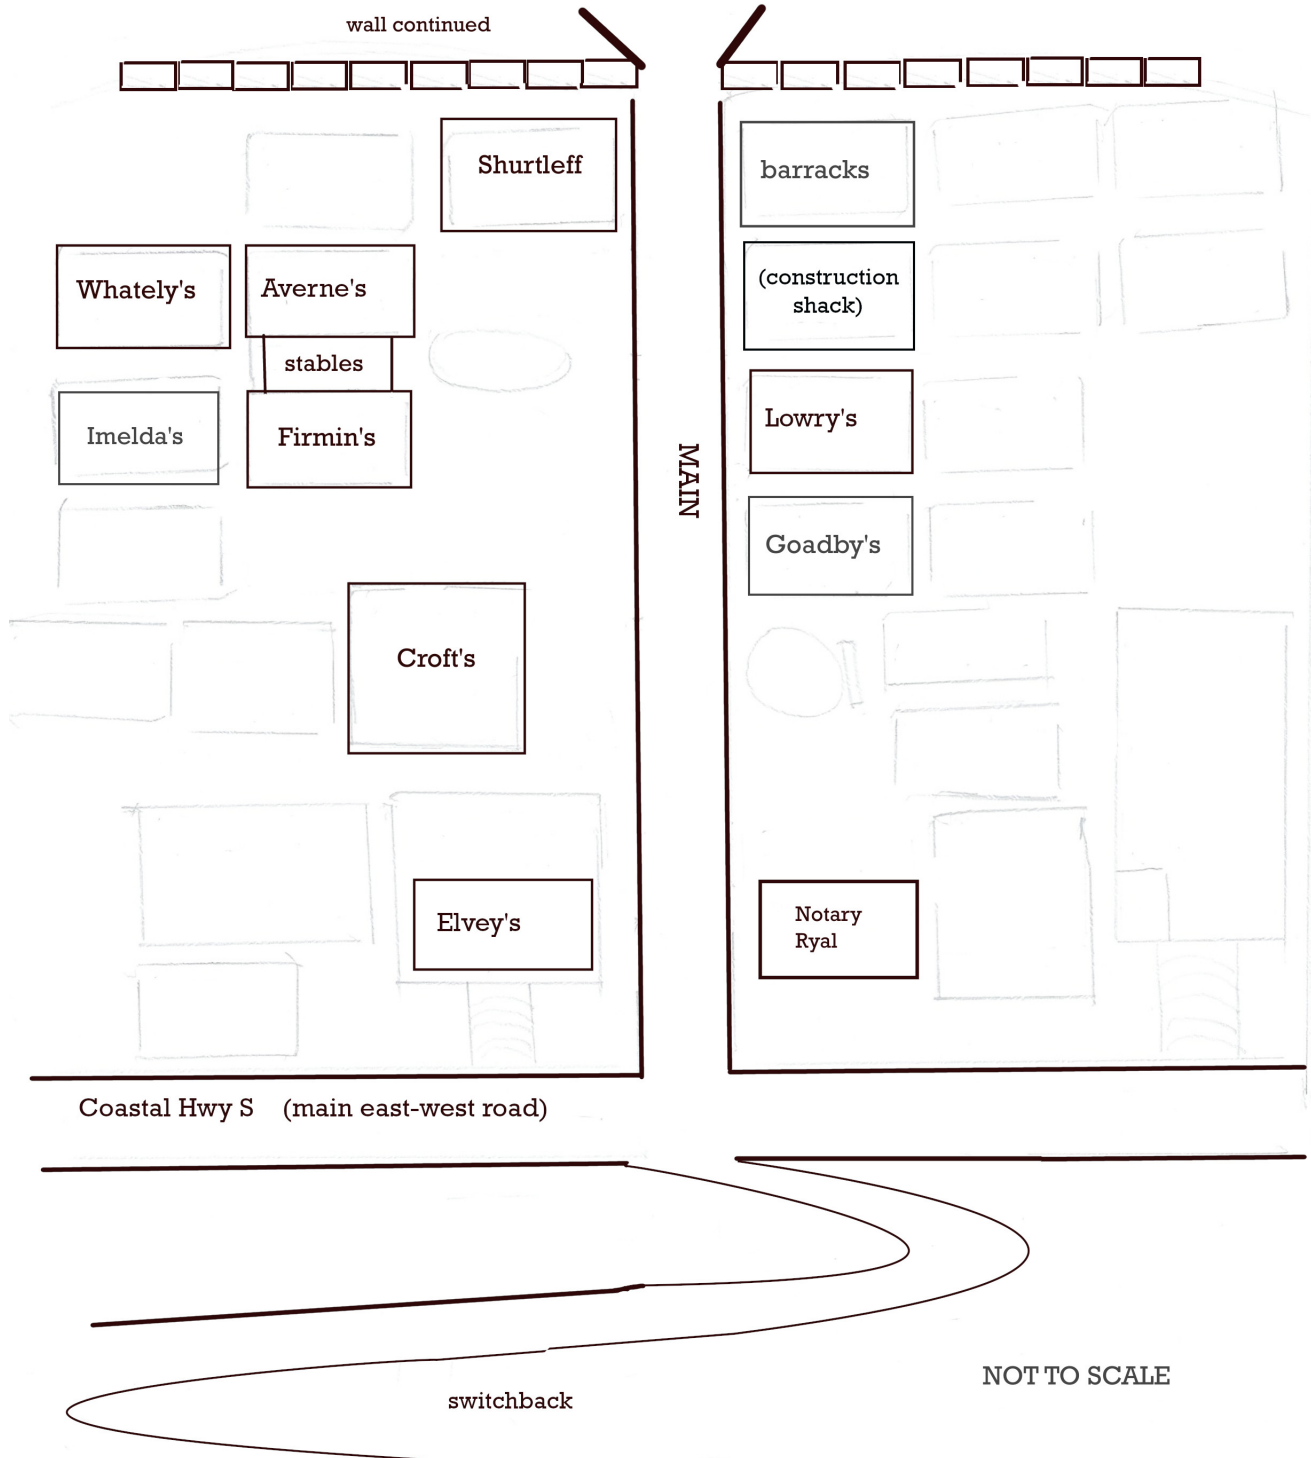 wall continued
Shurtleff
barracks
Whately's
Averne's
(construction
shack)
stables
Imelda's
Firmin's
Lowry's
MAIN
Goadby's
Croft's
Elvey's
Notary
Ryal
Coastal Hwy S (main east-west road)
switchback
NOT TO SCALE